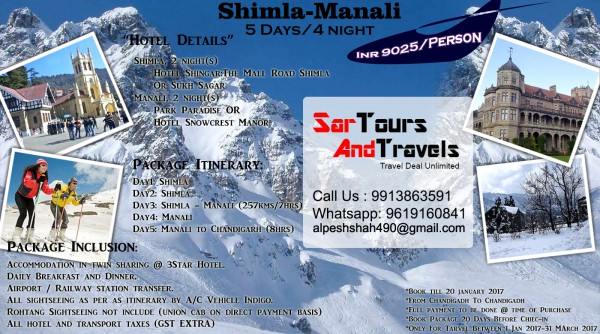 Shimla-Manali
5 Days/4 night
INR 9025/Person
"Hotel Details"
Shimla: 2 night(s)
Hotel Shingar:The Mall Road Shimla
Or Sukh Sagar
Manali: 2 night(s)
Park Paradise OR
Hotel Snowcrest Manor
SarTours
AndTravels
Travel Deal Unlimited
Call Us : 9913863591
Whatsapp: 9619160841
alpeshshah490@gmail.com
Package Itinerary:
Day1: Shimla
Day2: Shimla
Day3: Shimla - Manali (257kms/7hrs)
Day4: Manali
Day5: Manali to Chandigarh (8hrs)
Package Inclusion:
Accommodation in twin sharing @ 3Star Hotel.
Daily Breakfast and Dinner.
Airport / Railway station transfer.
All sightseeing as per as itinerary by A/C Vehicle Indigo.
Rohtang Sightseeing not include (union cab on direct payment basis)
All hotel and transport taxes (GST EXTRA)
*Book till 20 january 2017
*From Chandigarh To Chandigarh
*Full payment to be done @ time of Purchase
*Book Package 20 Days Before Chiec-in
*Only For Tarvel Between 1 Jan 2017-31 March 2017